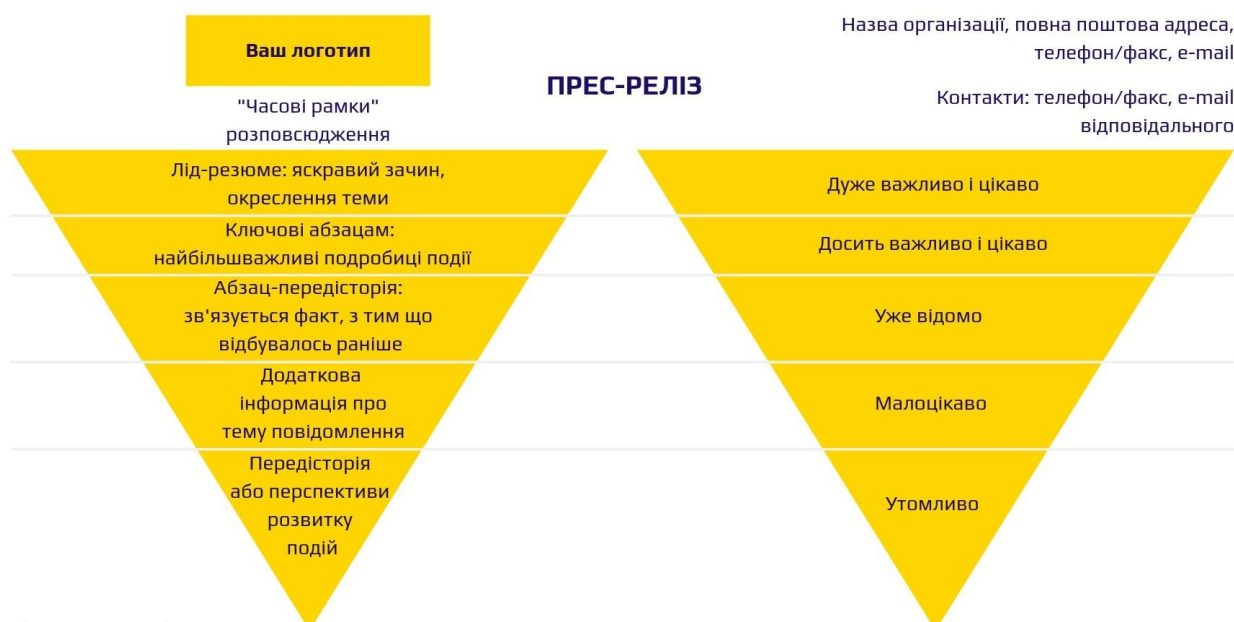 Ваш логотип
"Часові рамки"
розповсюдження
ПРЕС-РЕЛІЗ
Назва організації, повна поштова адреса,
телефон/факс, e-mail
Контакти: телефон/факс, e-mail
відповідального
Лід-резюме: яскравий зачин,
окреслення теми
Ключові абзацам:
найбільшважливі подробиці події
Абзац-передісторія:
зв'язується факт, з тим що
відбувалось раніше
Додаткова
інформація про
тему повідомлення
Передісторія
або перспективи
розвитку
подій
Дуже важливо і цікаво
Досить важливо і цікаво
Уже відомо
Малоцікаво
Утомливо